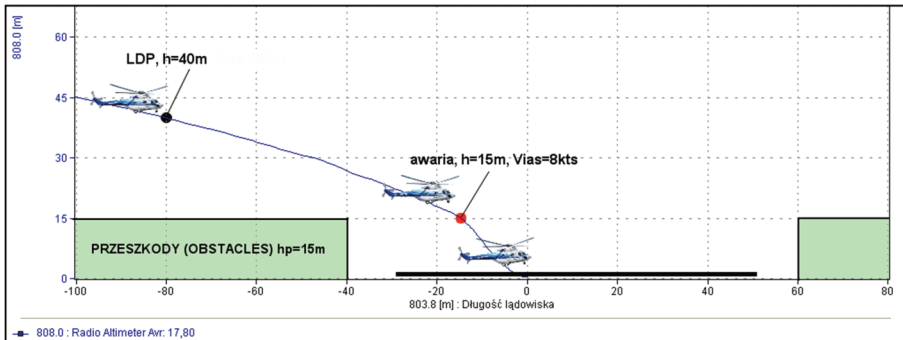 808.0 [m]
60
45
30
15
0
LDP, h=40m
awaria, h=15m, Vias=8kts
PRZESZKODY (OBSTACLES) hp=15m
-100 -80 -60 -40 -20 0 20 40 60 80
803.8 [m] : Długość lądowiska
808.0 : Radio Altimeter Avr: 17,80